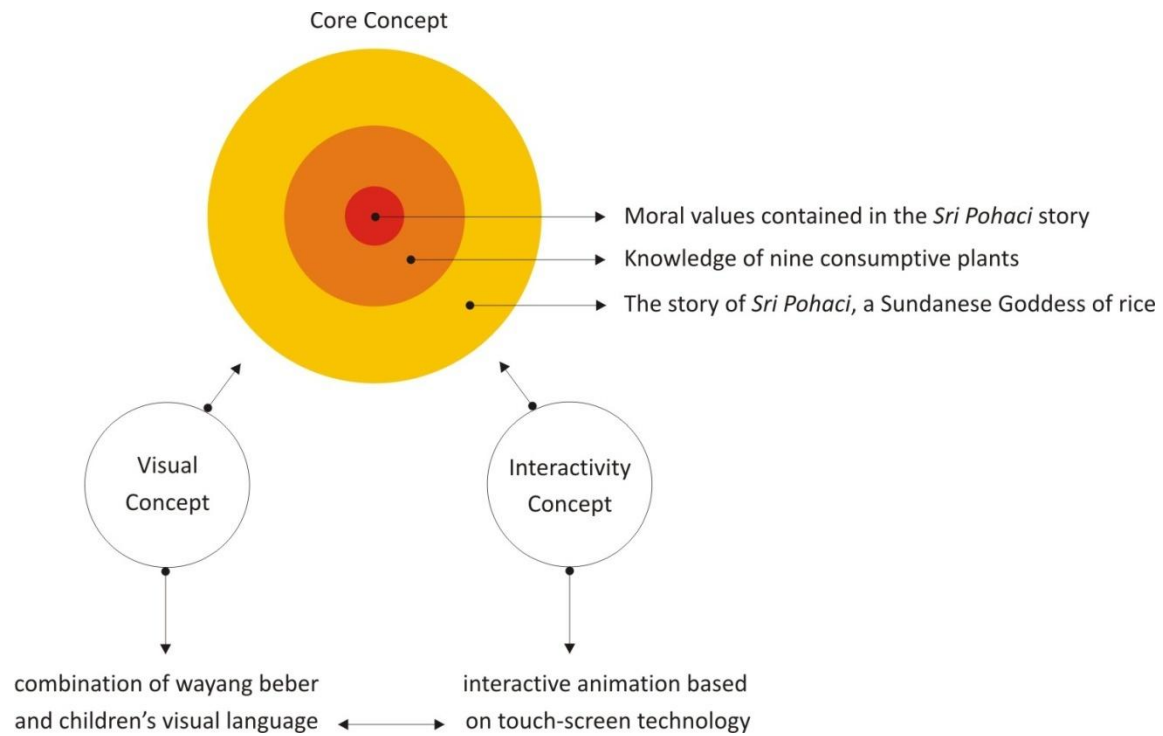 Core Concept
Moral values contained in the Sri Pohaci story
Knowledge of nine consumptive plants
The story of Sri Pohaci, a Sundanese Goddess of rice
Visual
Concept
Interactivity
Concept
combination of wayang beber
and children's visual language
interactive animation based
on touch-screen technology